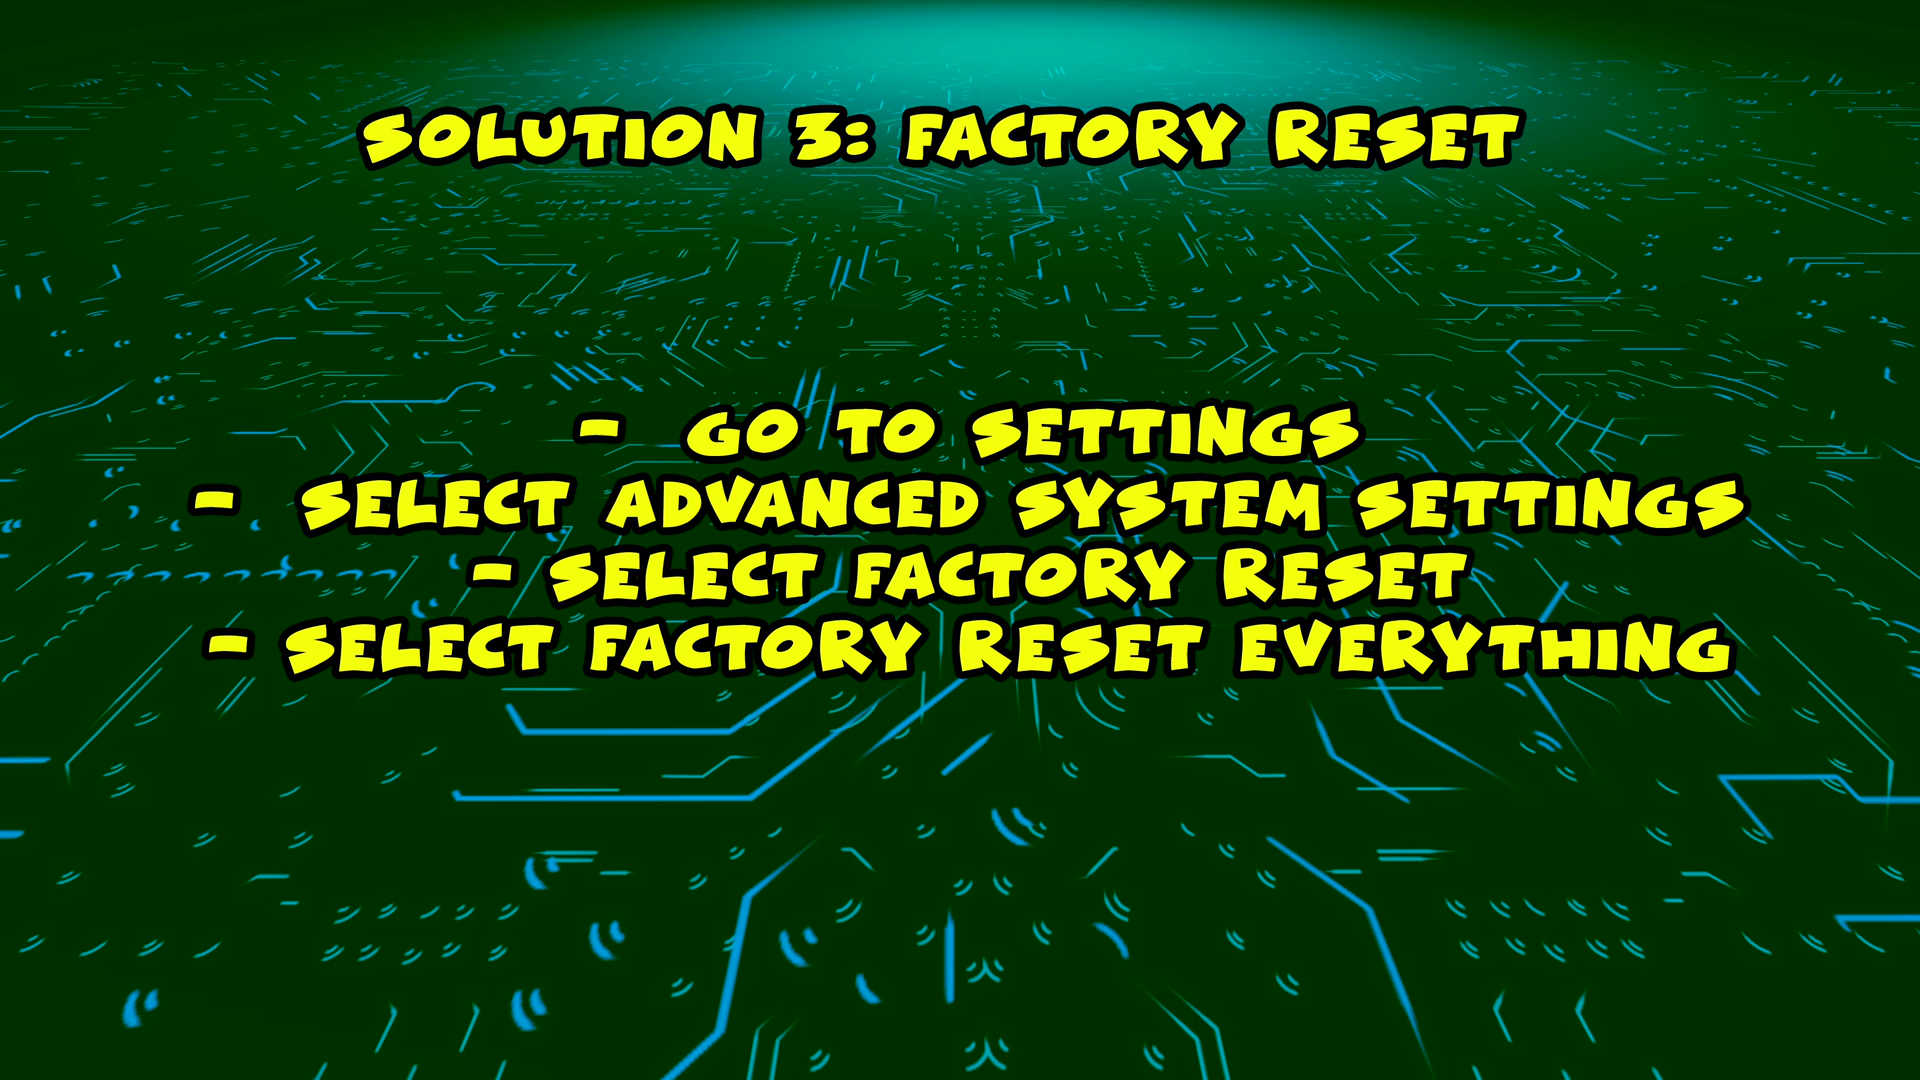 SOLUTION 3: FACTORY RESET
- GO TO SETTINGS
- SELECT ADVANCED SYSTEM SETTINGS
- SELECT FACTORY RESET
- SELECT FACTORY RESET EVERYTHING